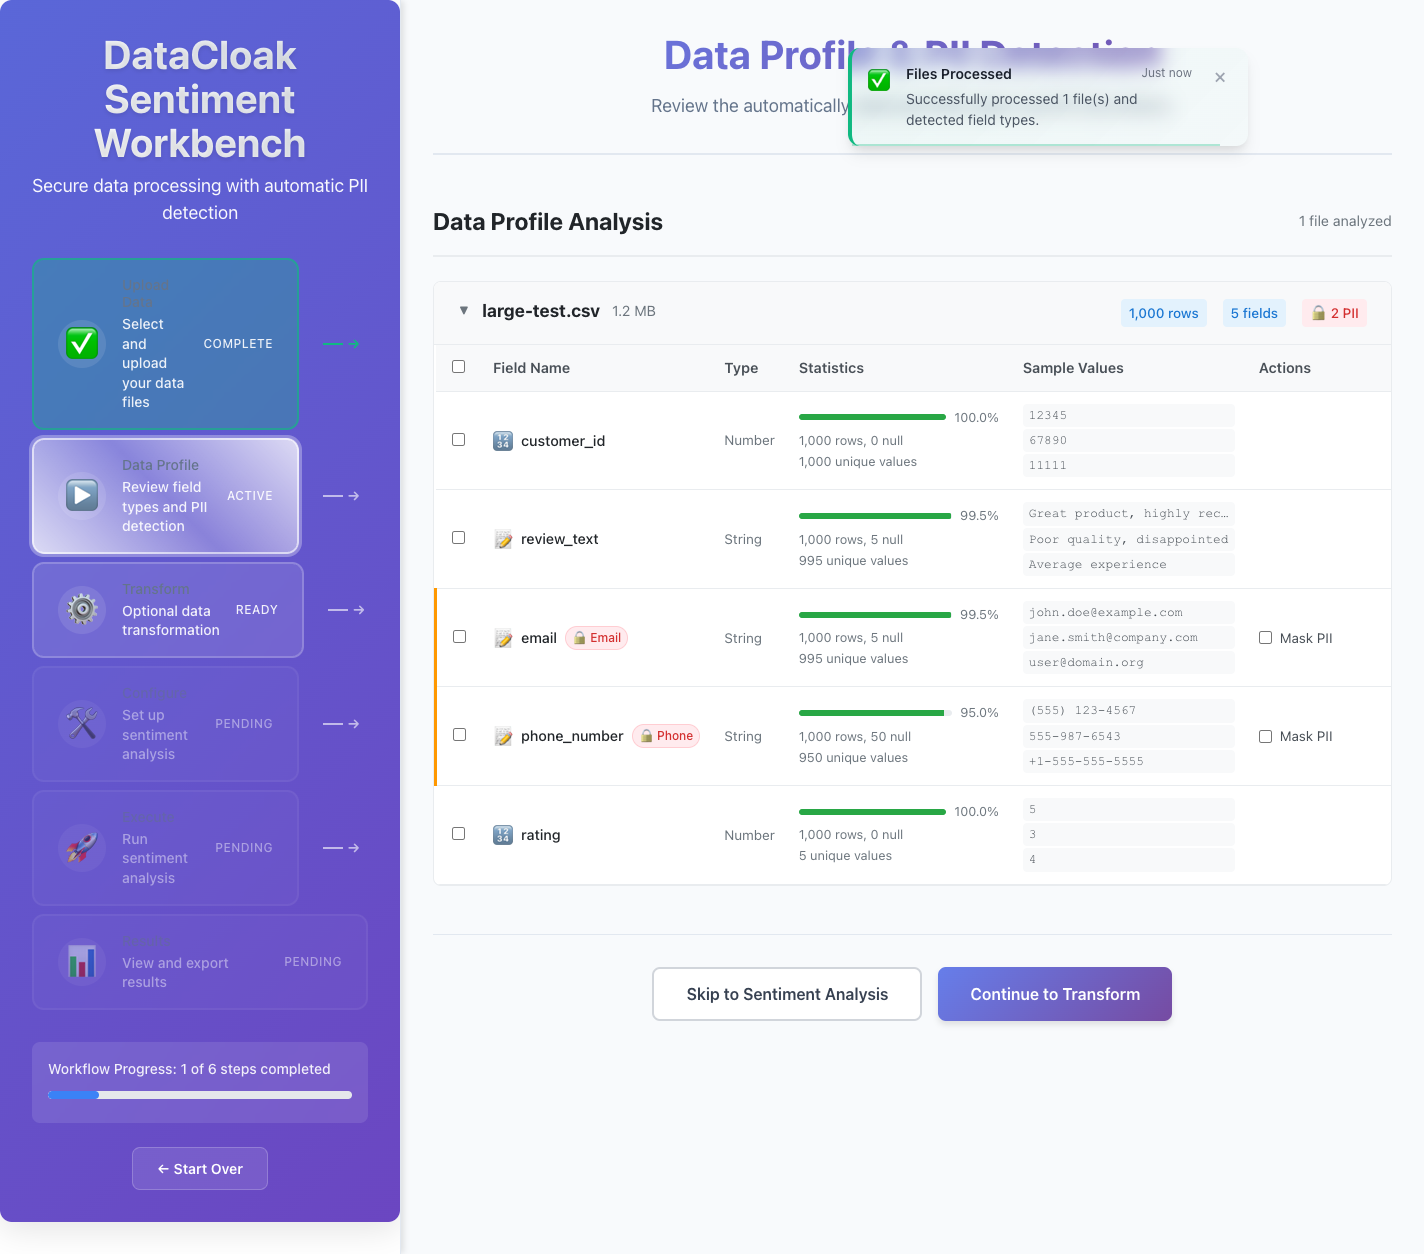 DataCloak
Sentiment
Workbench
Secure data processing with automatic PII
detection
Select
and
upload
your data
files
COMPLETE
Data Profile
Review field
types and PII
detection
ACTIVE
Transform
Optional data
transformation
READY
Set up
sentiment
analysis
PENDING
Run
sentiment
analysis
PENDING
View and export
results
PENDING
Workflow Progress: 1 of 6 steps completed
← Start Over
Data Profile & PII Detection
Review the automatically
Files Processed
Just now
×
Successfully processed 1 file(s) and
detected field types.
Data Profile Analysis
1 file analyzed
▼ large-test.csv 1.2 MB
1,000 rows
5 fields
2 PII
Field Name Type Statistics Sample Values Actions
customer_id
Number
100.0%
1,000 rows, 0 null
1,000 unique values
12345
67890
11111
review_text
String
99.5%
1,000 rows, 5 null
995 unique values
Great product, highly rec…
Poor quality, disappointed
Average experience
email
Email
String
99.5%
1,000 rows, 5 null
995 unique values
john.doe@example.com
jane.smith@company.com
user@domain.org
Mask PII
phone_number
Phone
String
95.0%
1,000 rows, 50 null
950 unique values
(555) 123-4567
555-987-6543
+1-555-555-5555
Mask PII
rating
Number
100.0%
1,000 rows, 0 null
5 unique values
5
3
4
Skip to Sentiment Analysis
Continue to Transform